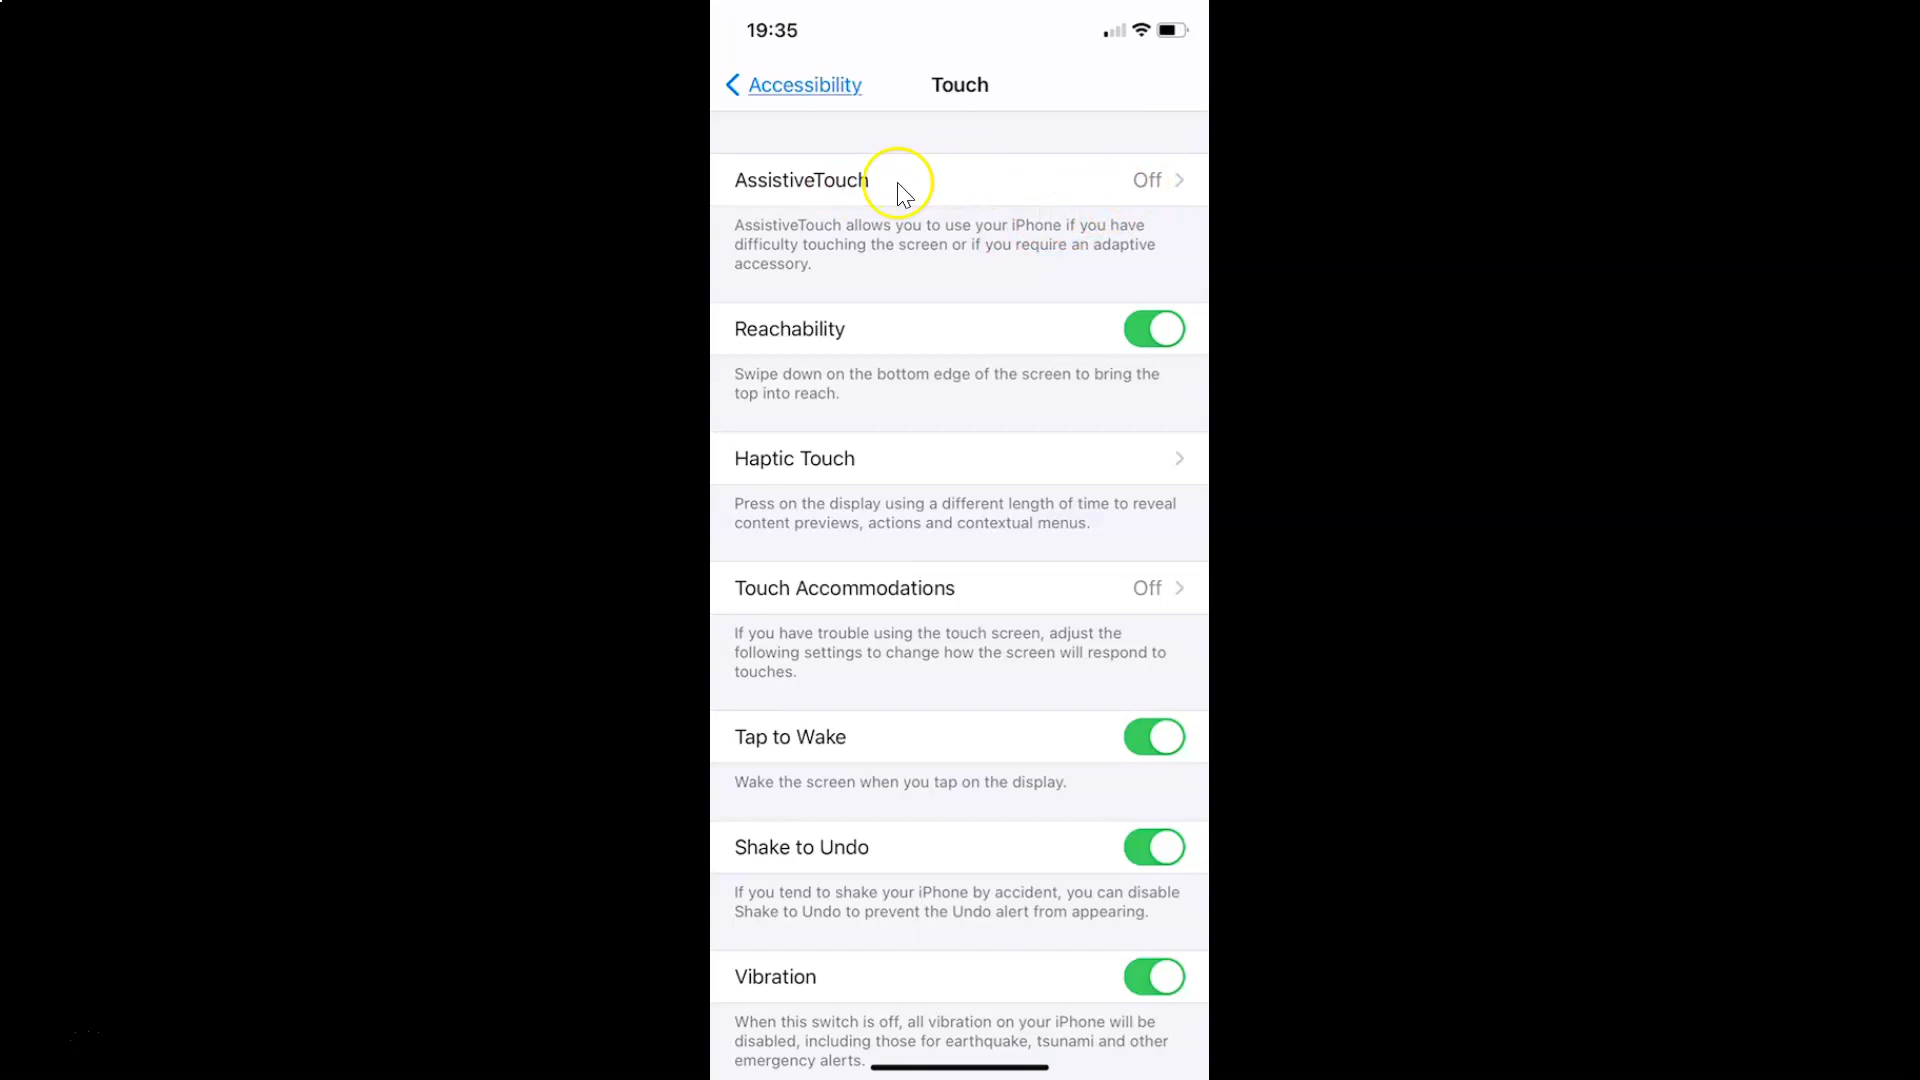 19:35
Accessibility
Touch
AssistiveTouch
Off
AssistiveTouch allows you to use your iPhone if you have
difficulty touching the screen or if you require an adaptive
accessory.
Reachability
Swipe down on the bottom edge of the screen to bring the
top into reach.
Haptic Touch
Press on the display using a different length of time to reveal
content previews, actions and contextual menus.
Touch Accommodations
Off
If you have trouble using the touch screen, adjust the
following settings to change how the screen will respond to
touches.
Tap to Wake
Wake the screen when you tap on the display.
Shake to Undo
If you tend to shake your iPhone by accident, you can disable
Shake to Undo to prevent the Undo alert from appearing.
Vibration
When this switch is off, all vibration on your iPhone will be
disabled, including those for earthquake, tsunami and other
emergency alerts.